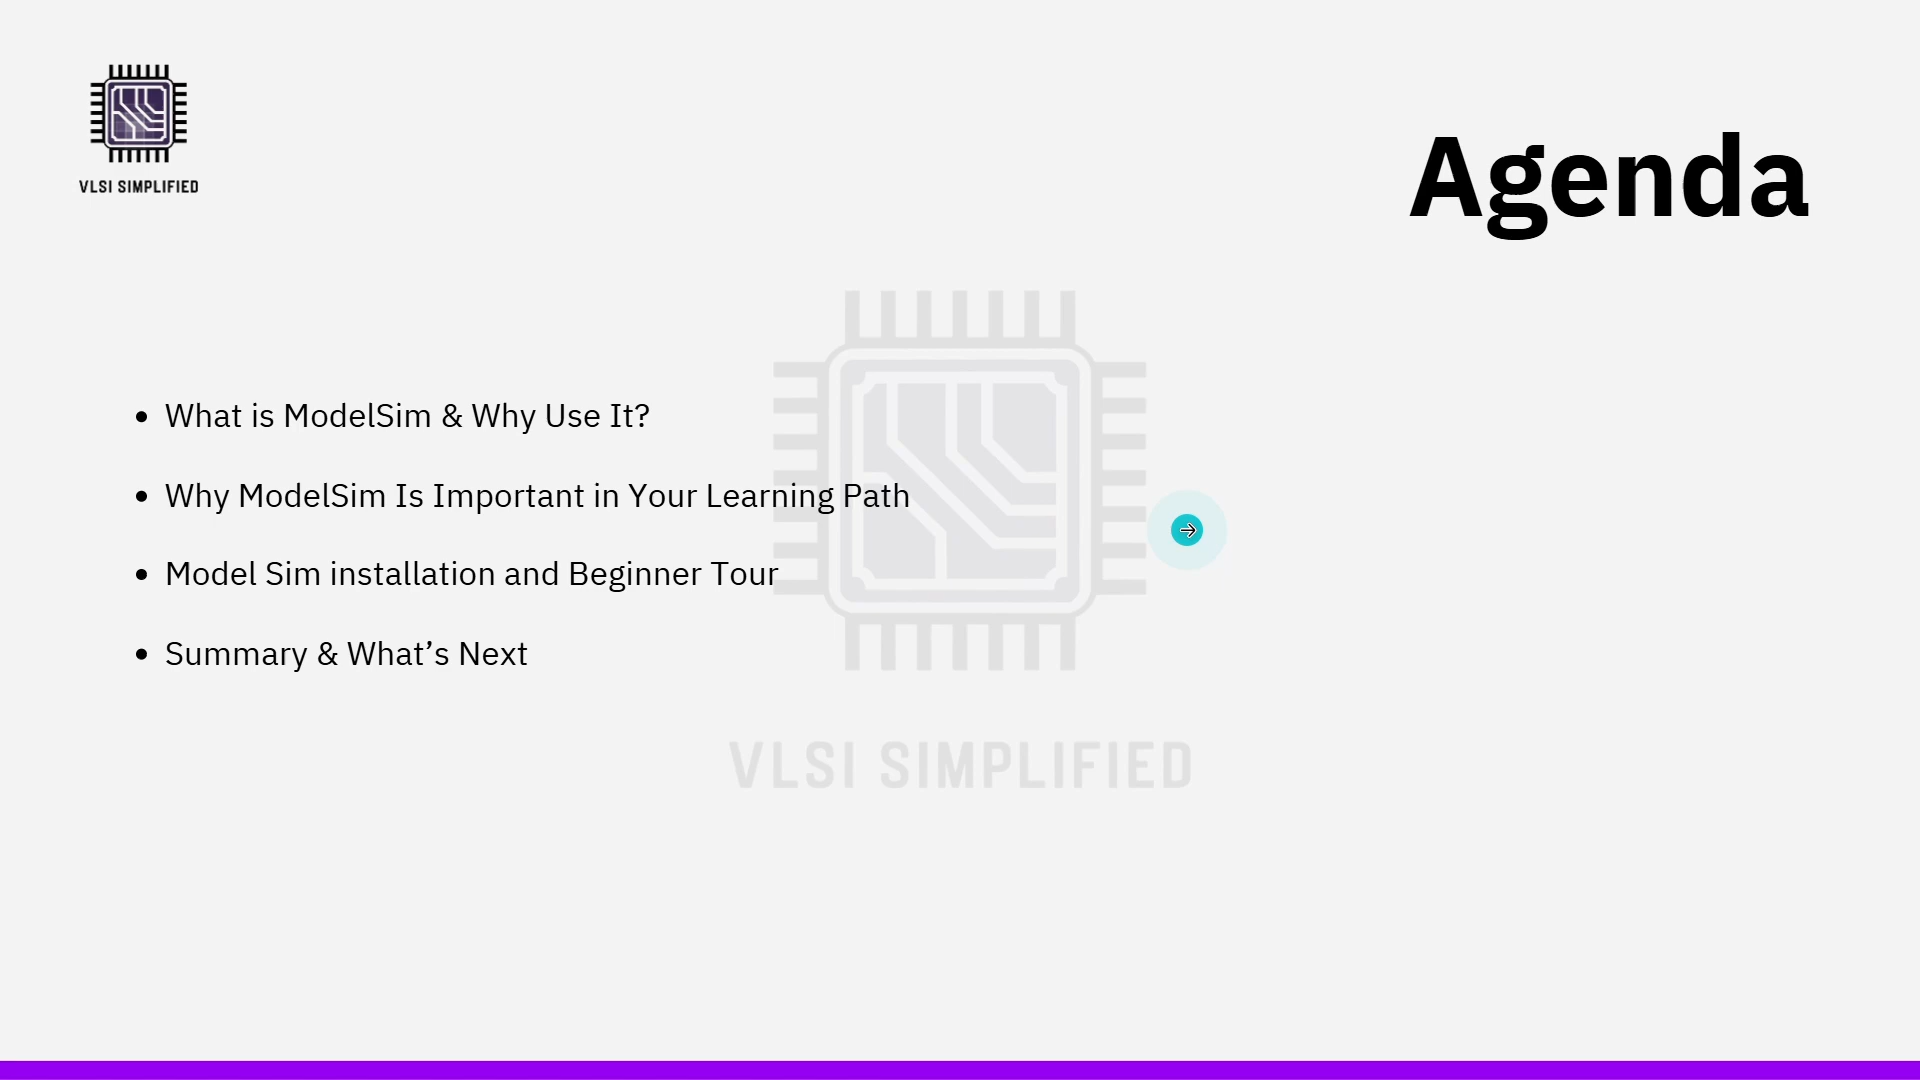 VLSI SIMPLIFIED
Agenda
• What is ModelSim & Why Use It?
• Why ModelSim Is Important in Your Learning Path
• Model Sim installation and Beginner Tour
• Summary & What’s Next
VLSI SIMPLIFIED